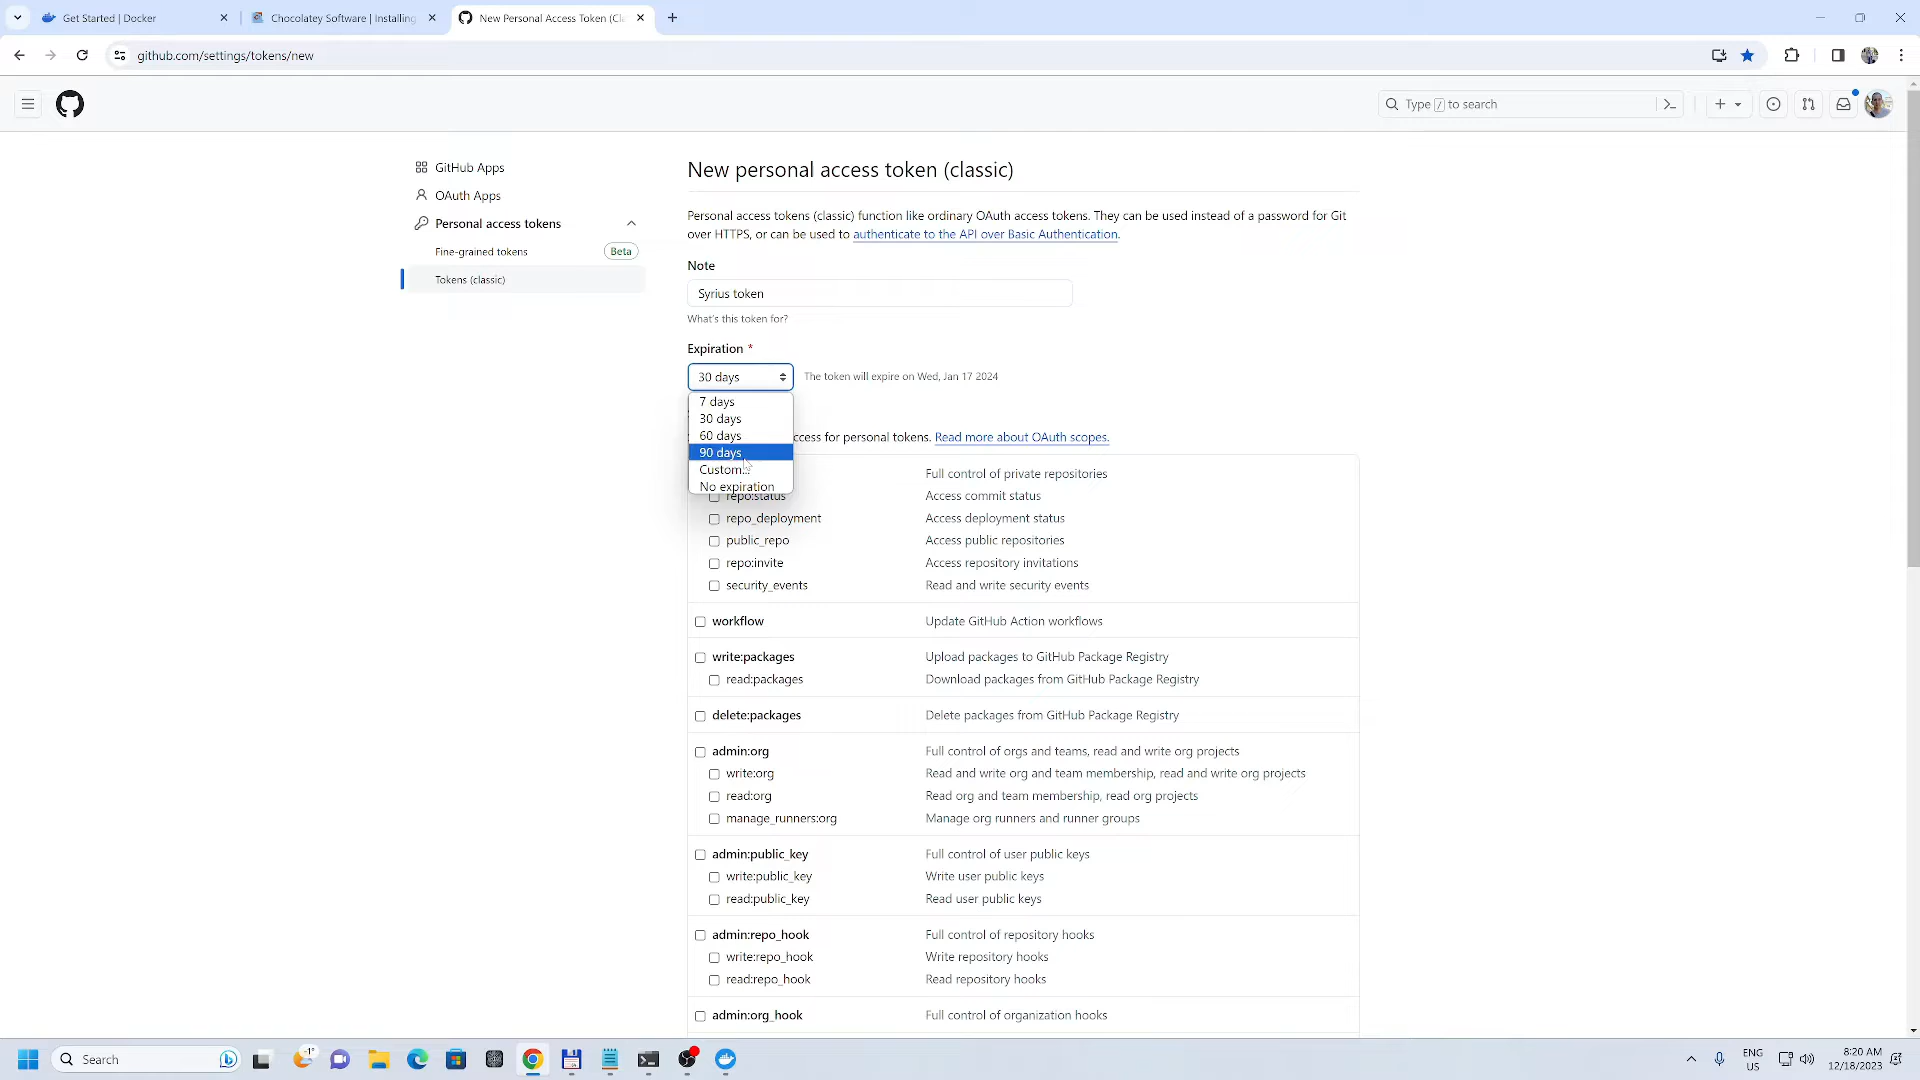 Get Started | Docker
Chocolatey Software | Installing
New Personal Access Token (Cla
github.com/settings/tokens/new
Type / to search
GitHub Apps
OAuth Apps
Personal access tokens
Fine-grained tokens
Beta
Tokens (classic)
New personal access token (classic)
Personal access tokens (classic) function like ordinary OAuth access tokens. They can be used instead of a password for Git
over HTTPS, or can be used to authenticate to the API over Basic Authentication.
Note
Syrius token
What's this token for?
Expiration *
30 days
The token will expire on Wed, Jan 17 2024
7 days
30 days
60 days
90 days
Custom...
No expiration
ccess for personal tokens. Read more about OAuth scopes.
Full control of private repositories
repo:status Access commit status
repo_deployment Access deployment status
public_repo Access public repositories
repo:invite Access repository invitations
security_events Read and write security events
workflow Update GitHub Action workflows
write:packages Upload packages to GitHub Package Registry
read:packages Download packages from GitHub Package Registry
delete:packages Delete packages from GitHub Package Registry
admin:org Full control of orgs and teams, read and write org projects
write:org Read and write org and team membership, read and write org projects
read:org Read org and team membership, read org projects
manage_runners:org Manage org runners and runner groups
admin:public_key Full control of user public keys
write:public_key Write user public keys
read:public_key Read user public keys
admin:repo_hook Full control of repository hooks
write:repo_hook Write repository hooks
read:repo_hook Read repository hooks
admin:org_hook Full control of organization hooks
Search
-1°
ENG
US
8:20 AM
12/18/2023